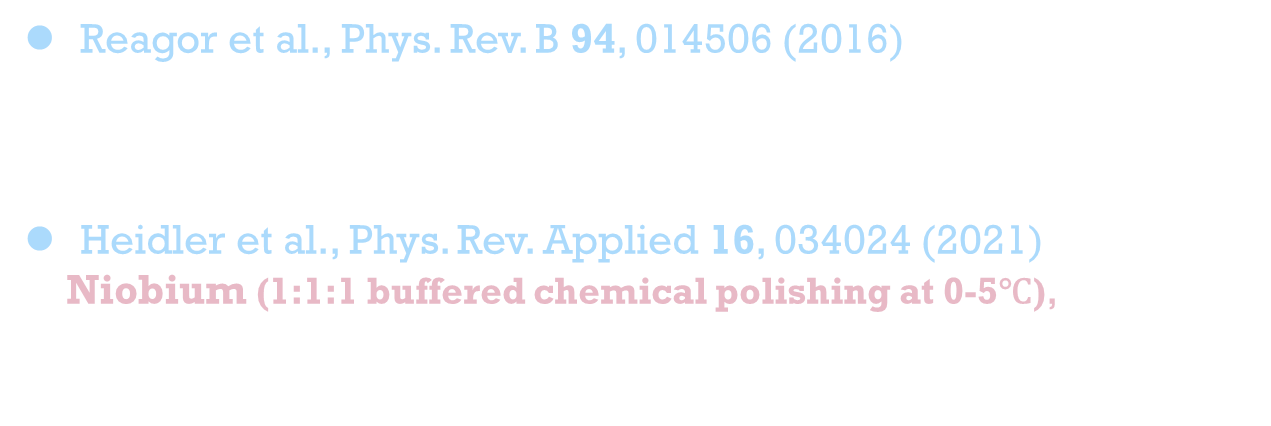 ● Reagor et al., Phys. Rev. B 94, 014506 (2016)
● Heidler et al., Phys. Rev. Applied 16, 034024 (2021)
Niobium (1:1:1 buffered chemical polishing at 0-5℃),